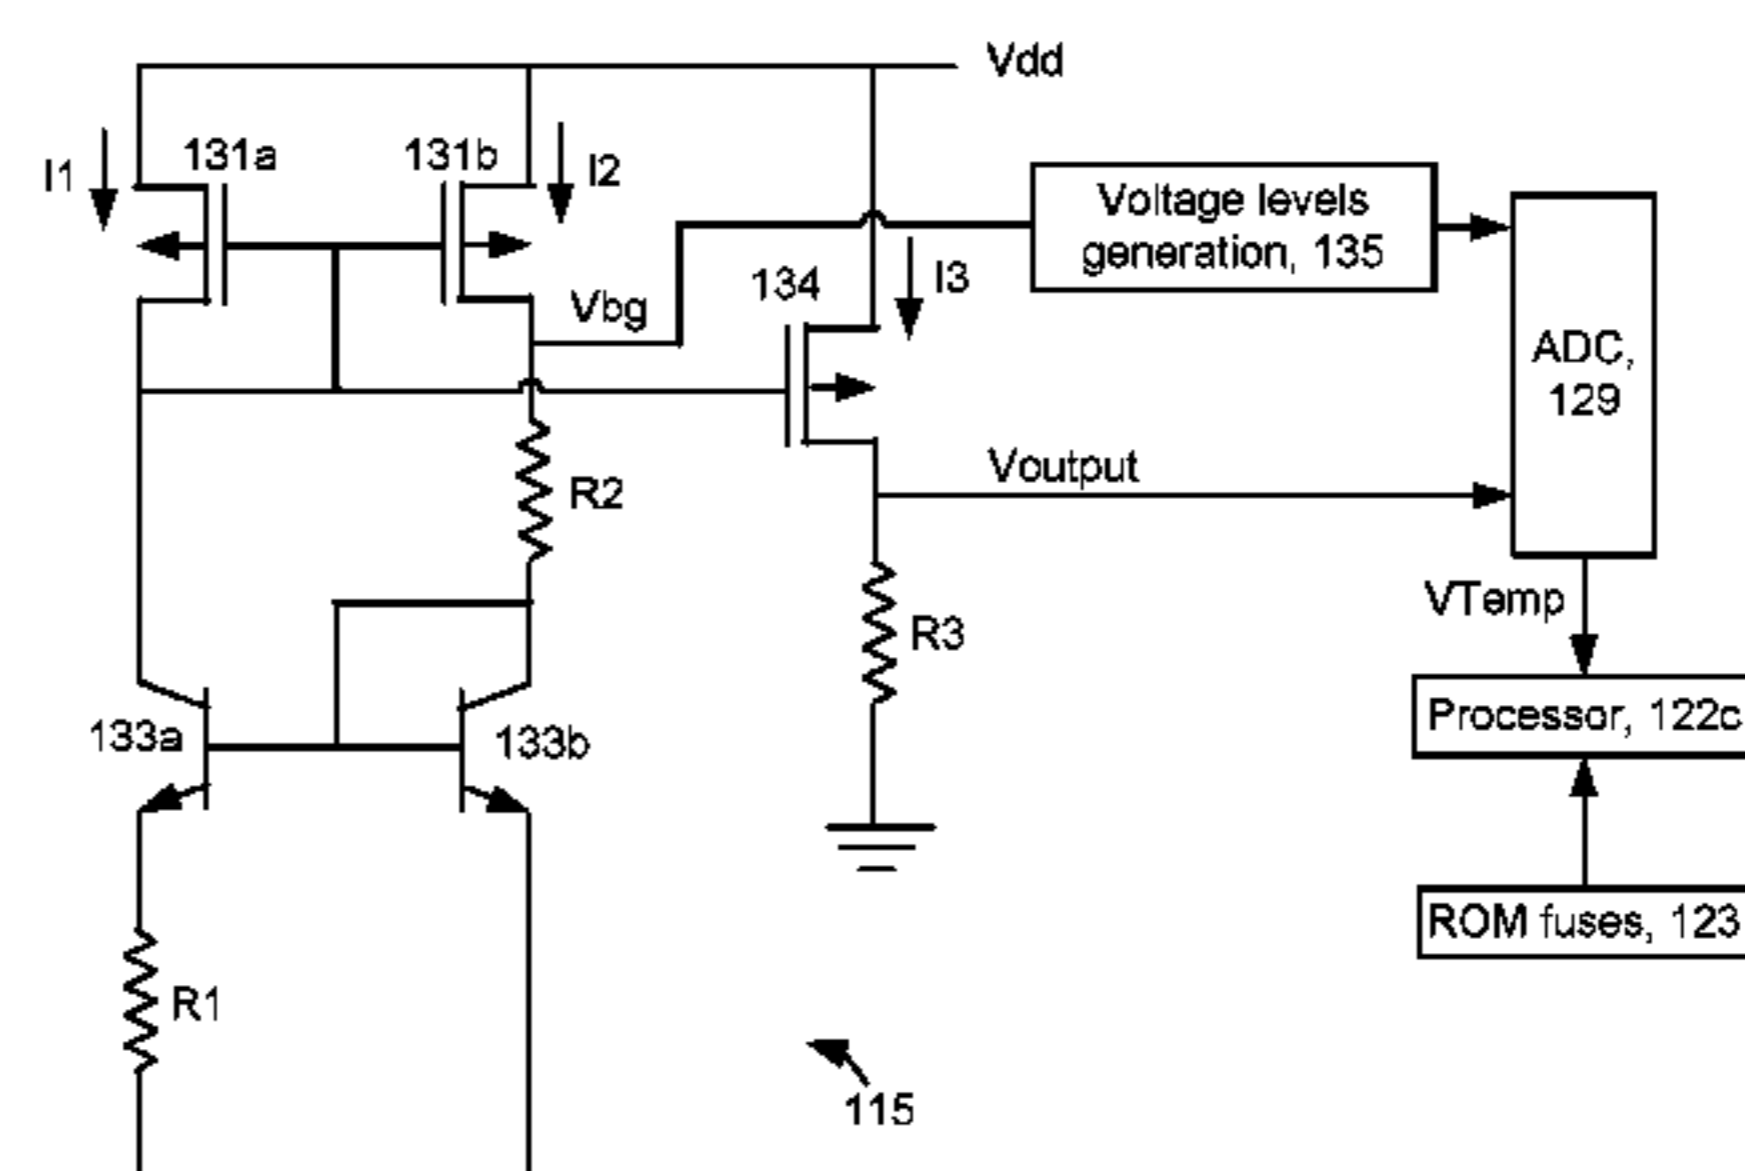 Vdd
I1
131a
131b
I2
Voltage levels
generation, 135
Vbg
134
I3
ADC,
129
R2
Voutput
VTemp
R3
133a
133b
Processor, 122c
ROM fuses, 123
R1
115